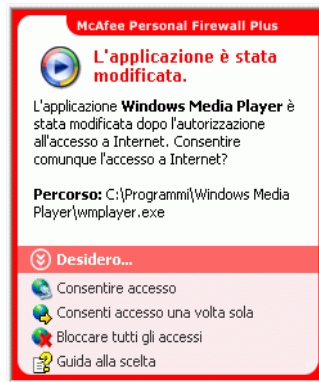 McAfee Personal Firewall Plus
L'applicazione è stata
modificata.
L'applicazione Windows Media Player è
stata modificata dopo l'autorizzazione
all'accesso a Internet. Consentire
comunque l'accesso a Internet?
Percorso: C:\Programmi\Windows Media
Player\wmplayer.exe
Desidero...
Consentire accesso
Consenti accesso una volta sola
Bloccare tutti gli accessi
Guida alla scelta